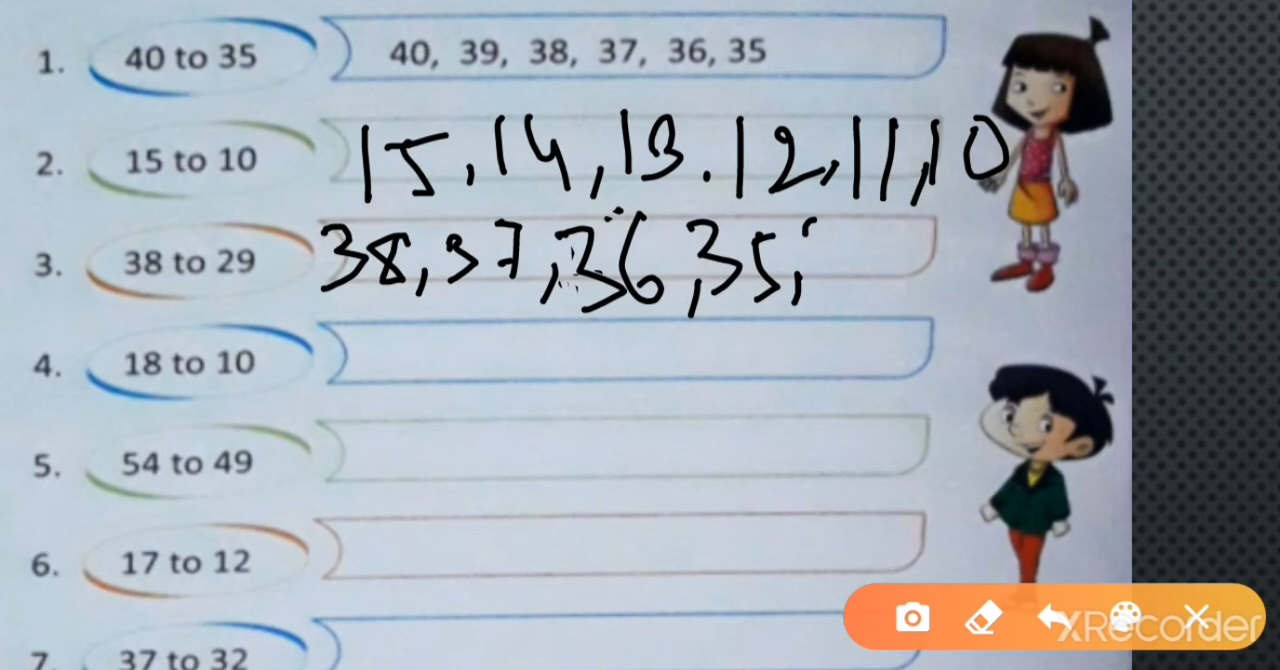 1. 40 to 35 40, 39, 38, 37, 36, 35
2. 15 to 10 15,14,13.12,11,10
3. 38 to 29 38,37,36,35,
4. 18 to 10
5. 54 to 49
6. 17 to 12
7. 37 to 32
XRecorder